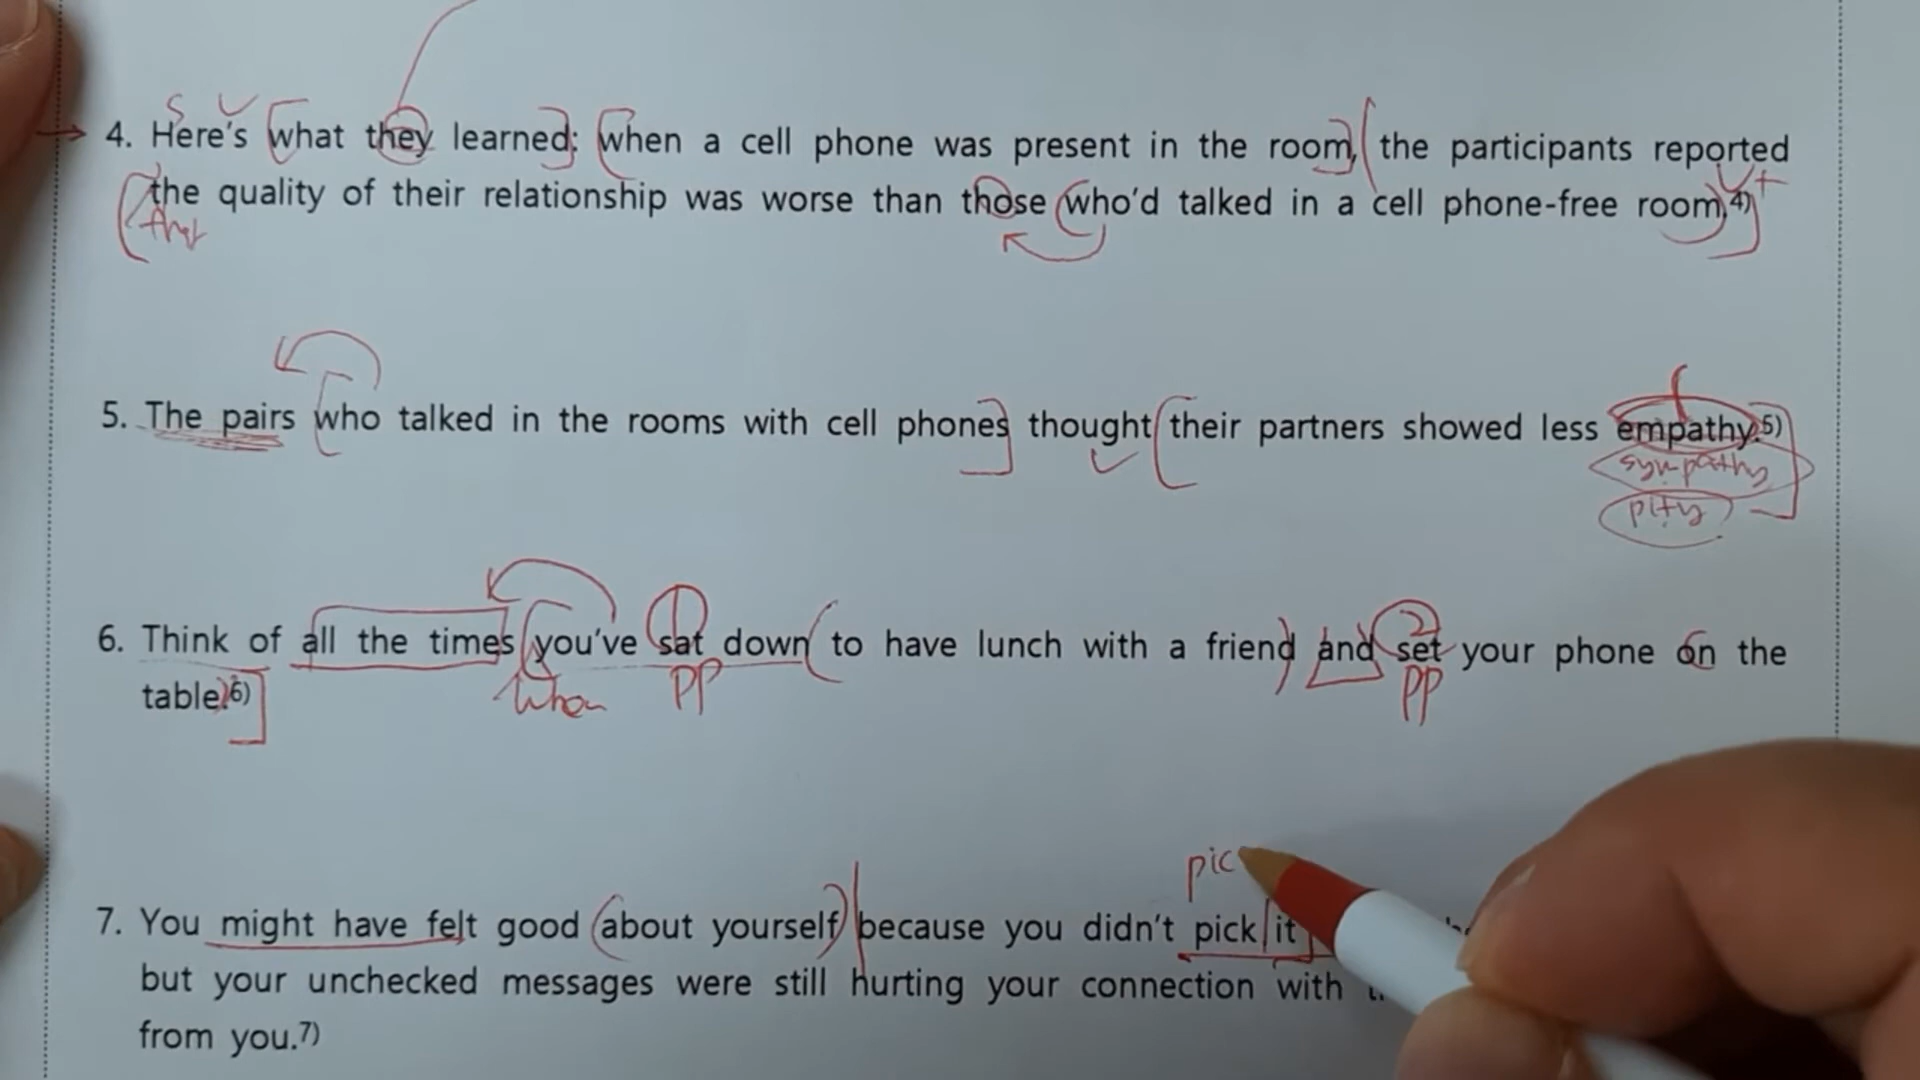 S V
4. Here's what they learned: when a cell phone was present in the room, the participants reported
V+
the quality of their relationship was worse than those who'd talked in a cell phone-free room.4)
that
5. The pairs who talked in the rooms with cell phones thought their partners showed less empathy.5)
sympathy
pity
6. Think of all the times you've sat down to have lunch with a friend and set your phone on the
1 2
when PP PP
table.6)
pic
7. You might have felt good about yourself because you didn't pick it
but your unchecked messages were still hurting your connection with
from you.7)